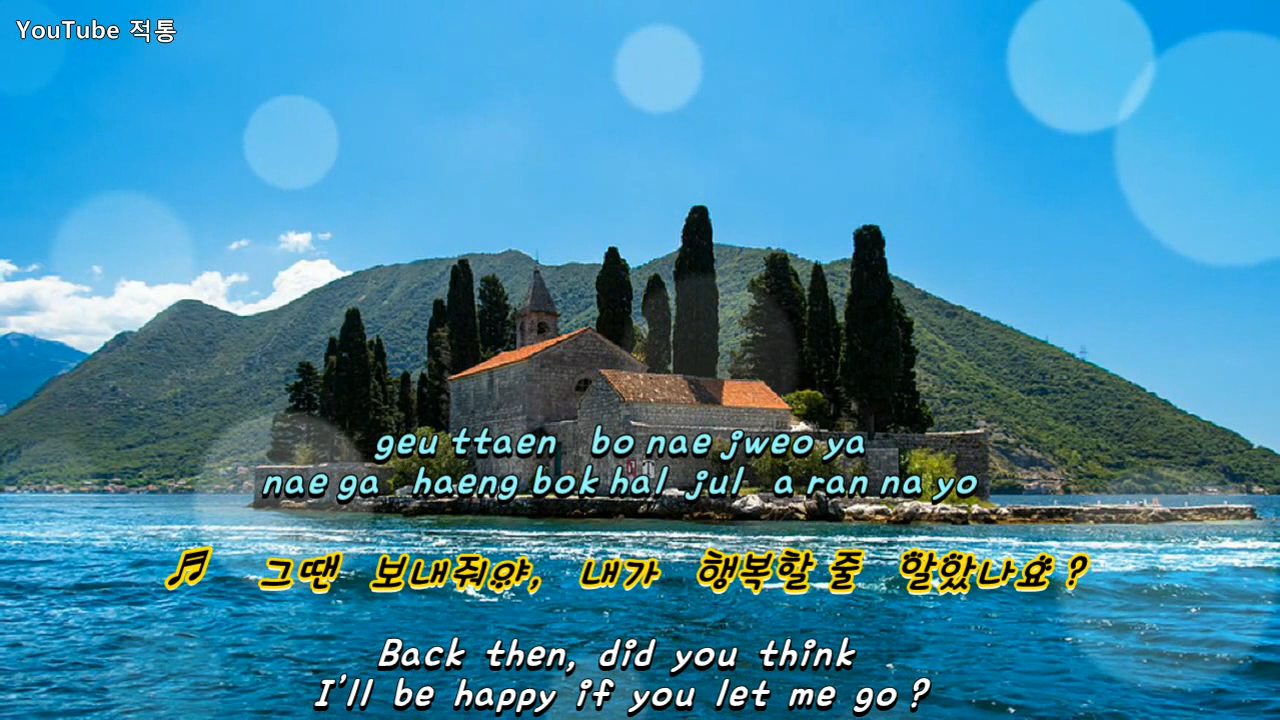 YouTube 적통
geu ttaen bo nae jweo ya
nae ga haeng bok hal jul a ran na yo
♬ 그땐 보내줘야, 내가 행복할 줄 할았나요?
Back then, did you think
I'll be happy if you let me go?